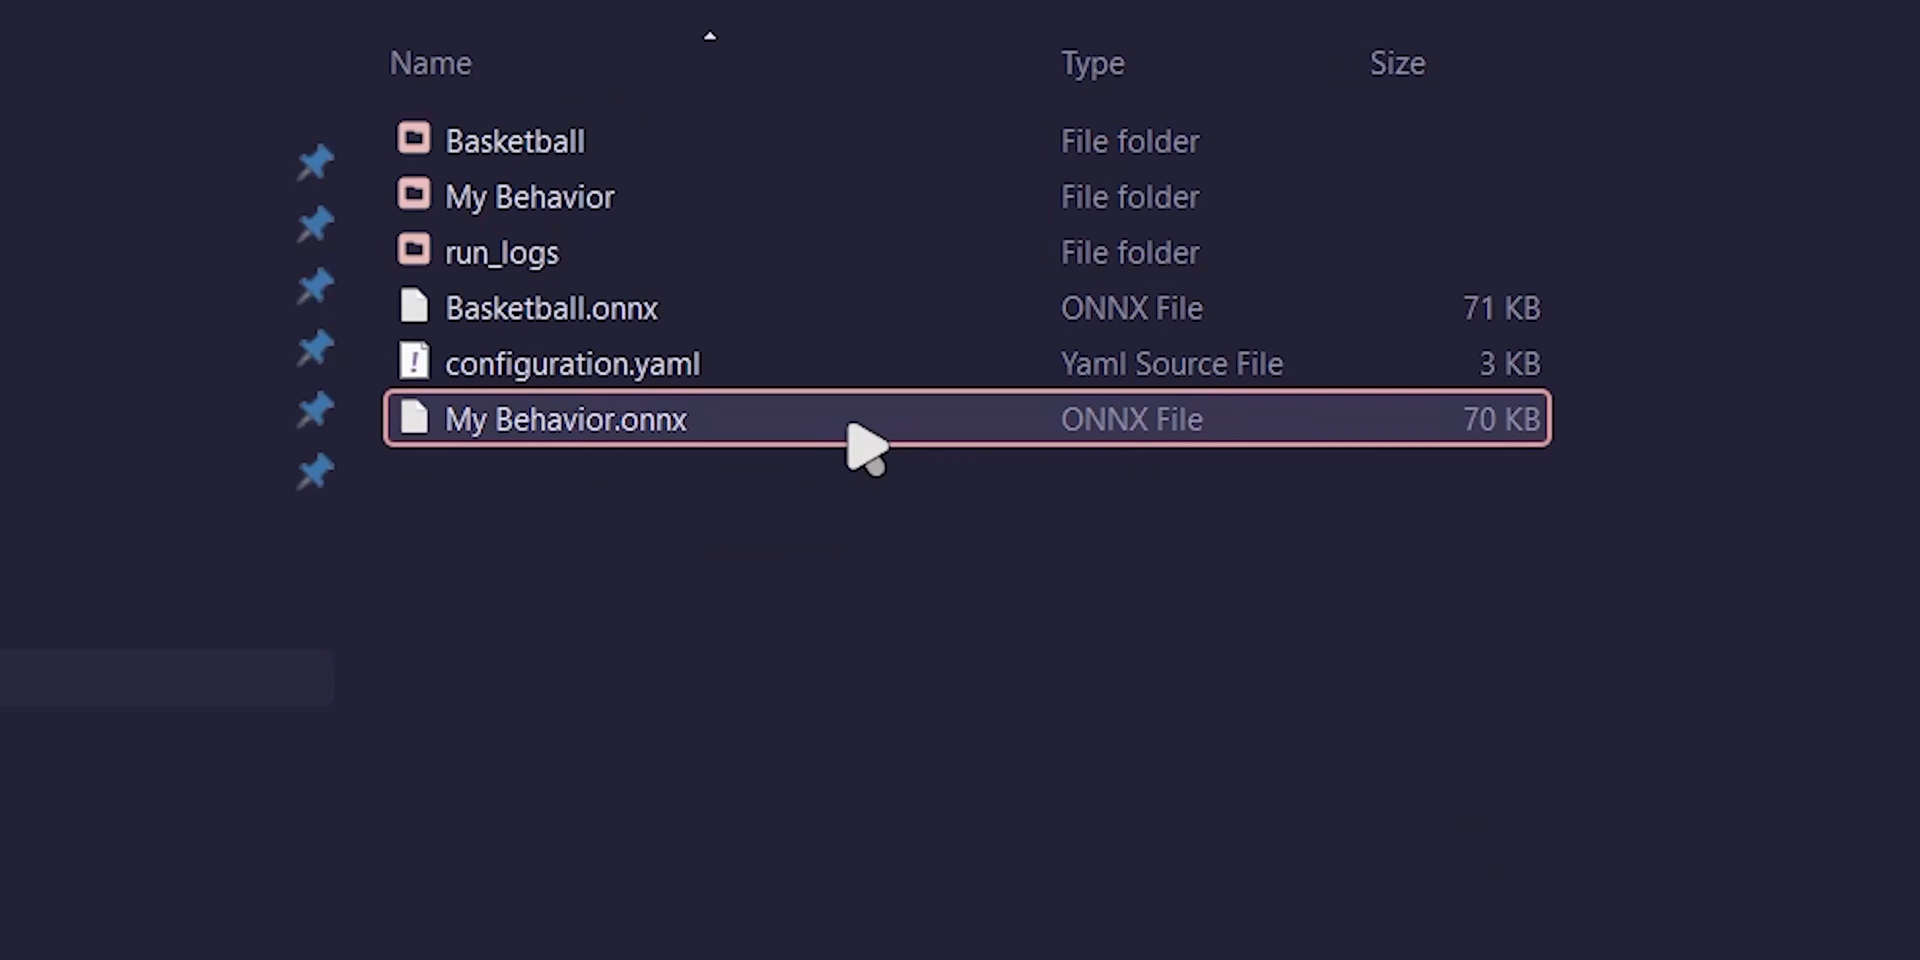 Name Type Size
Basketball File folder
My Behavior File folder
run_logs File folder
Basketball.onnx ONNX File 71 KB
! configuration.yaml Yaml Source File 3 KB
My Behavior.onnx ONNX File 70 KB